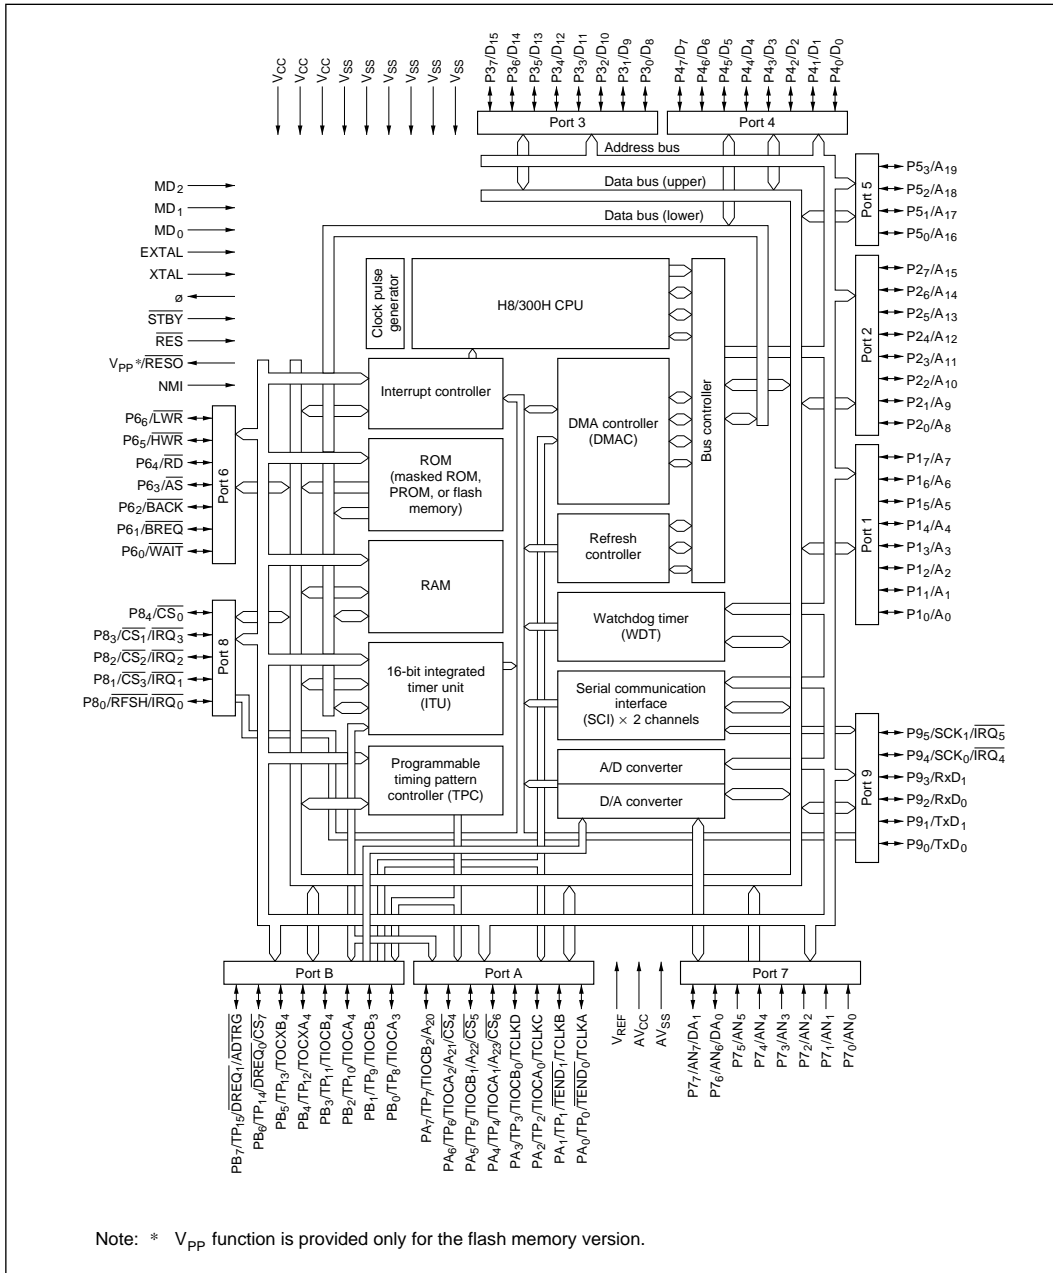 VCC
VCC
VCC
VSS
VSS
VSS
VSS
VSS
VSS
P3₇/D₁₅
P3₆/D₁₄
P3₅/D₁₃
P3₄/D₁₂
P3₃/D₁₁
P3₂/D₁₀
P3₁/D₉
P3₀/D₈
P4₇/D₇
P4₆/D₆
P4₅/D₅
P4₄/D₄
P4₃/D₃
P4₂/D₂
P4₁/D₁
P4₀/D₀
Port 3
Port 4
Address bus
Data bus (upper)
Data bus (lower)
MD₂
MD₁
MD₀
EXTAL
XTAL
ø
STBY
RES
VPP*/RESO
NMI
P6₆/LWR
P6₅/HWR
P6₄/RD
P6₃/AS
P6₂/BACK
P6₁/BREQ
P6₀/WAIT
Port 6
P8₄/CS₀
P8₃/CS₁/IRQ₃
P8₂/CS₂/IRQ₂
P8₁/CS₃/IRQ₁
P8₀/RFSH/IRQ₀
Port 8
Clock pulse
generator
H8/300H CPU
Interrupt controller
ROM
(masked ROM,
PROM, or flash
memory)
RAM
16-bit integrated
timer unit
(ITU)
Programmable
timing pattern
controller (TPC)
DMA controller
(DMAC)
Bus controller
Refresh
controller
Watchdog timer
(WDT)
Serial communication
interface
(SCI) × 2 channels
A/D converter
D/A converter
Port 5
P5₃/A₁₉
P5₂/A₁₈
P5₁/A₁₇
P5₀/A₁₆
Port 2
P2₇/A₁₅
P2₆/A₁₄
P2₅/A₁₃
P2₄/A₁₂
P2₃/A₁₁
P2₂/A₁₀
P2₁/A₉
P2₀/A₈
Port 1
P1₇/A₇
P1₆/A₆
P1₅/A₅
P1₄/A₄
P1₃/A₃
P1₂/A₂
P1₁/A₁
P1₀/A₀
Port 9
P9₅/SCK₁/IRQ₅
P9₄/SCK₀/IRQ₄
P9₃/RxD₁
P9₂/RxD₀
P9₁/TxD₁
P9₀/TxD₀
Port B
Port A
Port 7
PB₇/TP₁₅/DREQ₁/ADTRG
PB₆/TP₁₄/DREQ₀/CS₇
PB₅/TP₁₃/TOCXB₄
PB₄/TP₁₂/TOCXA₄
PB₃/TP₁₁/TIOCB₄
PB₂/TP₁₀/TIOCA₄
PB₁/TP₉/TIOCB₃
PB₀/TP₈/TIOCA₃
PA₇/TP₇/TIOCB₂/A₂₀
PA₆/TP₆/TIOCA₂/A₂₁/CS₄
PA₅/TP₅/TIOCB₁/A₂₂/CS₅
PA₄/TP₄/TIOCA₁/A₂₃/CS₆
PA₃/TP₃/TIOCB₀/TCLKD
PA₂/TP₂/TIOCA₀/TCLKC
PA₁/TP₁/TEND₁/TCLKB
PA₀/TP₀/TEND₀/TCLKA
VREF
AVCC
AVSS
P7₇/AN₇/DA₁
P7₆/AN₆/DA₀
P7₅/AN₅
P7₄/AN₄
P7₃/AN₃
P7₂/AN₂
P7₁/AN₁
P7₀/AN₀
Note: * VPP function is provided only for the flash memory version.